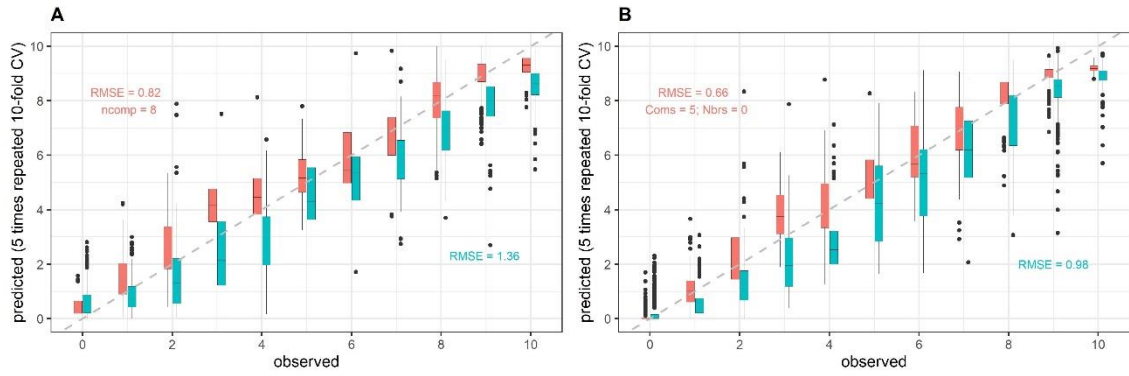 A
predicted (5 times repeated 10-fold CV)
10
8
6
4
2
0
RMSE = 0.82
ncomp = 8
RMSE = 1.36
0 2 4 6 8 10
observed
B
predicted (5 times repeated 10-fold CV)
10
8
6
4
2
0
RMSE = 0.66
Coms = 5; Nbrs = 0
RMSE = 0.98
0 2 4 6 8 10
observed